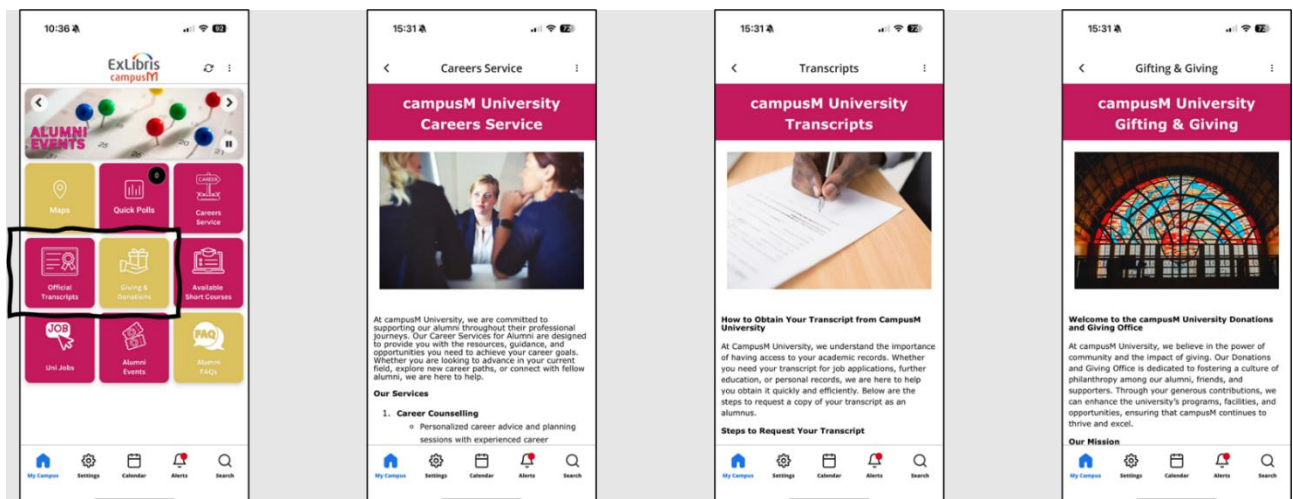 10:36
92
ExLibris
campusM
ALUMNI
EVENTS
Maps
0
Quick Polls
CAREER
Careers
Service
Official
Transcripts
Giving &
Donations
Available
Short Courses
JOB
Uni Jobs
Alumni
Events
FAQ
Alumni
FAQs
My Campus
Settings
Calendar
Alerts
Search
15:31
72
Careers Service
campusM University
Careers Service
At campusM University, we are committed to
supporting our alumni throughout their professional
journeys. Our Career Services for Alumni are designed
to provide you with the resources, guidance, and
opportunities you need to achieve your career goals.
Whether you are looking to advance in your current
field, explore new career paths, or connect with fellow
alumni, we are here to help.
Our Services
1. Career Counselling
Personalized career advice and planning
sessions with experienced career
My Campus
Settings
Calendar
Alerts
Search
15:31
72
Transcripts
campusM University
Transcripts
How to Obtain Your Transcript from CampusM
University
At CampusM University, we understand the importance
of having access to your academic records. Whether
you need your transcript for job applications, further
education, or personal records, we are here to help
you obtain it quickly and efficiently. Below are the
steps to request a copy of your transcript as an
alumnus.
Steps to Request Your Transcript
My Campus
Settings
Calendar
Alerts
Search
15:31
72
Gifting & Giving
campusM University
Gifting & Giving
Welcome to the campusM University Donations
and Giving Office
At campusM University, we believe in the power of
community and the impact of giving. Our Donations
and Giving Office is dedicated to fostering a culture of
philanthropy among our alumni, friends, and
supporters. Through your generous contributions, we
can enhance the university's programs, facilities, and
opportunities, ensuring that campusM continues to
thrive and excel.
Our Mission
My Campus
Settings
Calendar
Alerts
Search